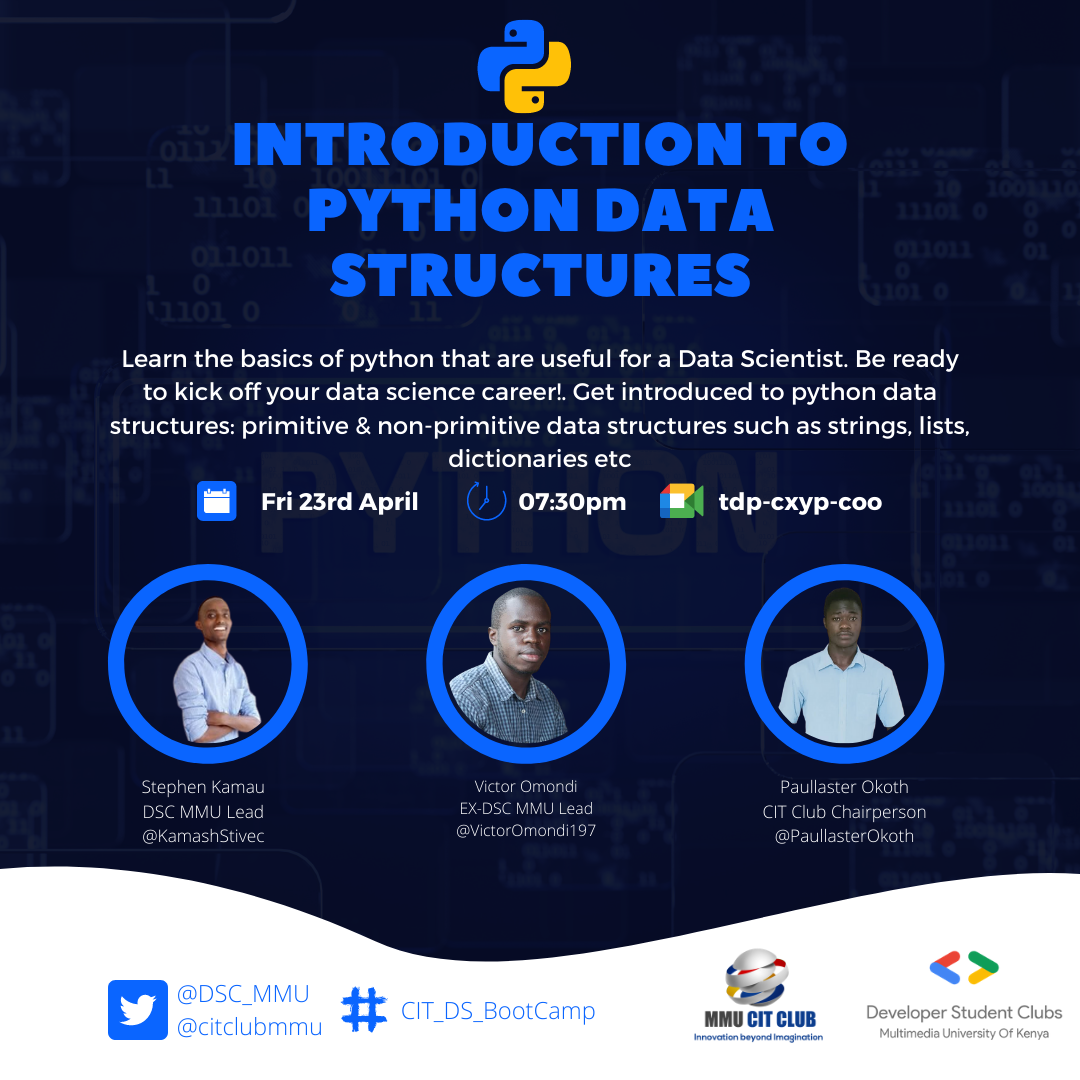 INTRODUCTION TO
PYTHON DATA
STRUCTURES
Learn the basics of python that are useful for a Data Scientist. Be ready
to kick off your data science career!. Get introduced to python data
structures: primitive & non-primitive data structures such as strings, lists,
dictionaries etc
Fri 23rd April
07:30pm
tdp-cxyp-coo
PYTHON
Stephen Kamau
DSC MMU Lead
@KamashStivec
Victor Omondi
EX-DSC MMU Lead
@VictorOmondi197
Paullaster Okoth
CIT Club Chairperson
@PaullasterOkoth
@DSC_MMU
@citclubmmu
# CIT_DS_BootCamp
MMU CIT CLUB
Innovation beyond Imagination
Developer Student Clubs
Multimedia University Of Kenya